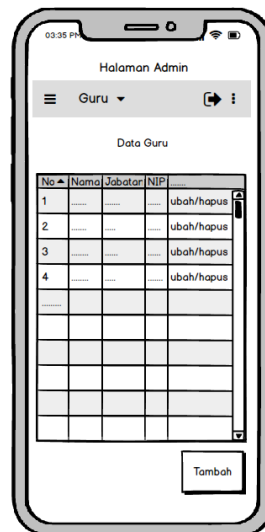 03:35 PM
Halaman Admin
Guru
Data Guru
No Nama Jabatan NIP .......
1 ....... ...... ...... ubah/hapus
2 ...... ..... ...... ubah/hapus
3 ........ ...... ...... ubah/hapus
4 ........ ..... ....... ubah/hapus
.........
Tambah